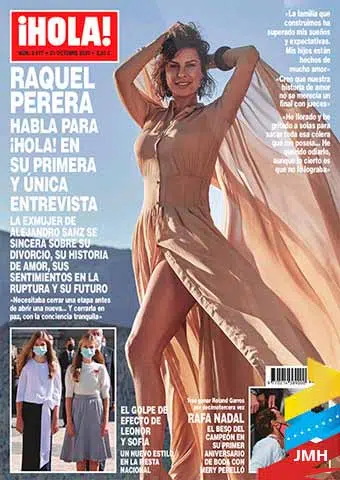 ¡HOLA!
RAQUEL
PERERA
HABLA PARA
¡HOLA! EN
SU PRIMERA
Y ÚNICA
ENTREVISTA
LA EXMUJER DE
ALEJANDRO SANZ SE
SINCERA SOBRE SU
DIVORCIO, SU HISTORIA
DE AMOR, SUS
SENTIMIENTOS EN LA
RUPTURA Y SU FUTURO
«Necesitaba cerrar una etapa antes
de abrir una nueva... Y cerrarla en
paz, con la conciencia tranquila»
«La familia que
construimos ha
superado mis sueños
y expectativas.
Mis hijos están
hechos de
mucho amor»
«Creo que nuestra
historia de amor
no se merecía un
final con jueces»
«He llorado y he
gritado a solas para
sacar toda esa cólera
que me poseía... He
querido odiarlo,
aunque lo cierto es
que no lo lograba»
EL GOLPE
DE
EFECTO DE
LEONOR
Y SOFÍA
UN NUEVO ESTILO
EN LA FIESTA
NACIONAL
Tras ganar Roland Garros
por decimotercera vez
RAFA NADAL
EL BESO DEL
CAMPEÓN EN
SU PRIMER
ANIVERSARIO
DE BODA CON
MERY PERELLÓ
JMH